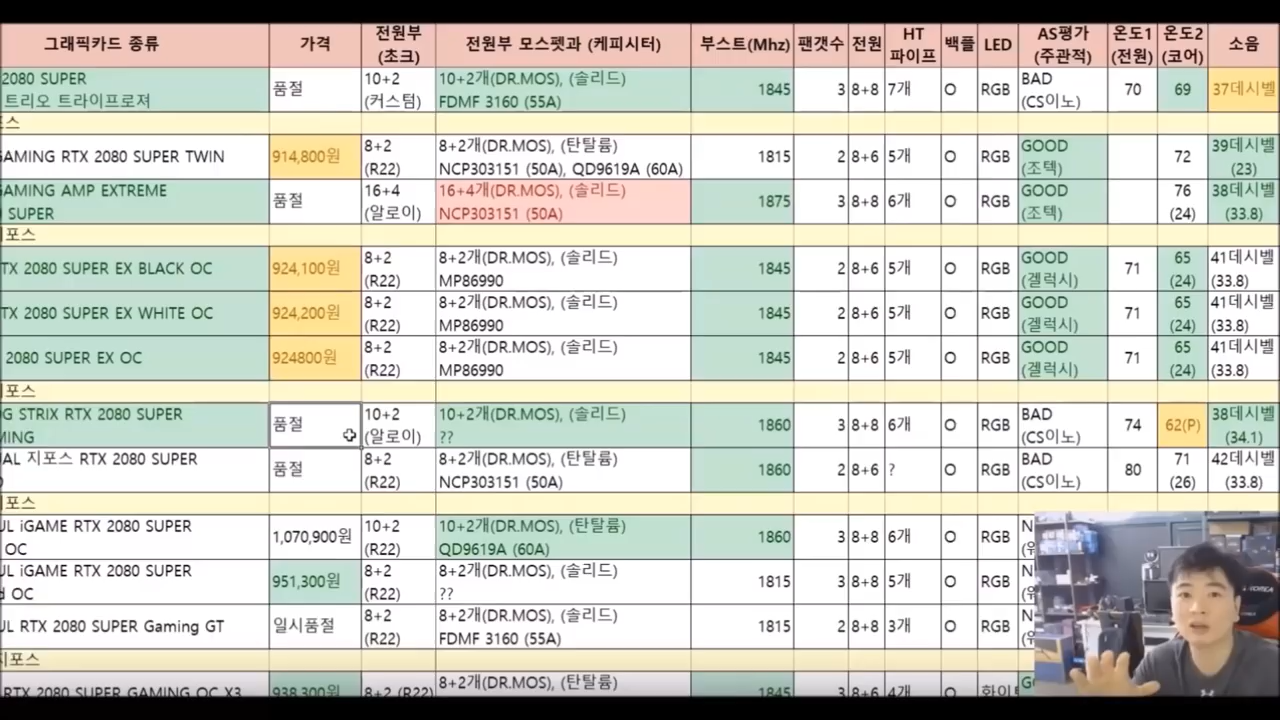 그래픽카드 종류 가격 전원부 (초크) 전원부 모스펫과 (케피시터) 부스트(Mhz) 팬갯수 전원 HT 파이프 백플 LED AS평가 (주관적) 온도1 (전원) 온도2 (코어) 소음
2080 SUPER 트리오 트라이프로져 품절 10+2 (커스텀) 10+2개(DR.MOS), (솔리드) FDMF 3160 (55A) 1845 3 8+8 7개 O RGB BAD (CS이노) 70 69 37데시벨
포스
GAMING RTX 2080 SUPER TWIN 914,800원 8+2 (R22) 8+2개(DR.MOS), (탄탈륨) NCP303151 (50A), QD9619A (60A) 1815 2 8+6 5개 O RGB GOOD (조텍) 72 39데시벨 (23)
GAMING AMP EXTREME SUPER 품절 16+4 (알로이) 16+4개(DR.MOS), (솔리드) NCP303151 (50A) 1875 3 8+8 6개 O RGB GOOD (조텍) 76 (24) 38데시벨 (33.8)
지포스
TX 2080 SUPER EX BLACK OC 924,100원 8+2 (R22) 8+2개(DR.MOS), (솔리드) MP86990 1845 2 8+6 5개 O RGB GOOD (겔럭시) 71 65 (24) 41데시벨 (33.8)
TX 2080 SUPER EX WHITE OC 924,200원 8+2 (R22) 8+2개(DR.MOS), (솔리드) MP86990 1845 2 8+6 5개 O RGB GOOD (겔럭시) 71 65 (24) 41데시벨 (33.8)
2080 SUPER EX OC 924800원 8+2 (R22) 8+2개(DR.MOS), (솔리드) MP86990 1845 2 8+6 5개 O RGB GOOD (겔럭시) 71 65 (24) 41데시벨 (33.8)
지포스
OG STRIX RTX 2080 SUPER MING 품절 10+2 (알로이) 10+2개(DR.MOS), (솔리드) ?? 1860 3 8+8 6개 O RGB BAD (CS이노) 74 62(P) 38데시벨 (34.1)
UAL 지포스 RTX 2080 SUPER 품절 8+2 (R22) 8+2개(DR.MOS), (탄탈륨) NCP303151 (50A) 1860 2 8+6 ? O RGB BAD (CS이노) 80 71 (26) 42데시벨 (33.8)
지포스
UL iGAME RTX 2080 SUPER OC 1,070,900원 10+2 (R22) 10+2개(DR.MOS), (탄탈륨) QD9619A (60A) 1860 3 8+8 6개 O RGB
UL iGAME RTX 2080 SUPER OC 951,300원 8+2 (R22) 8+2개(DR.MOS), (솔리드) ?? 1815 3 8+8 5개 O RGB
UL RTX 2080 SUPER Gaming GT 일시품절 8+2 (R22) 8+2개(DR.MOS), (솔리드) FDMF 3160 (55A) 1815 2 8+8 3개 O RGB
지포스
RTX 2080 SUPER GAMING OC X3 938,300원 8+2 (R22) 8+2개(DR.MOS), (탄탈륨) 1845 3 8+6 4개 O